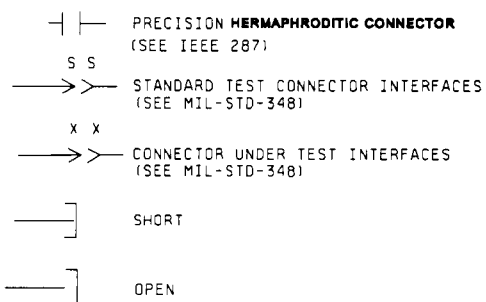 PRECISION HERMAPHRODITIC CONNECTOR
(SEE IEEE 287)
S S
STANDARD TEST CONNECTOR INTERFACES
(SEE MIL-STD-348)
X X
CONNECTOR UNDER TEST INTERFACES
(SEE MIL-STD-348)
SHORT
OPEN